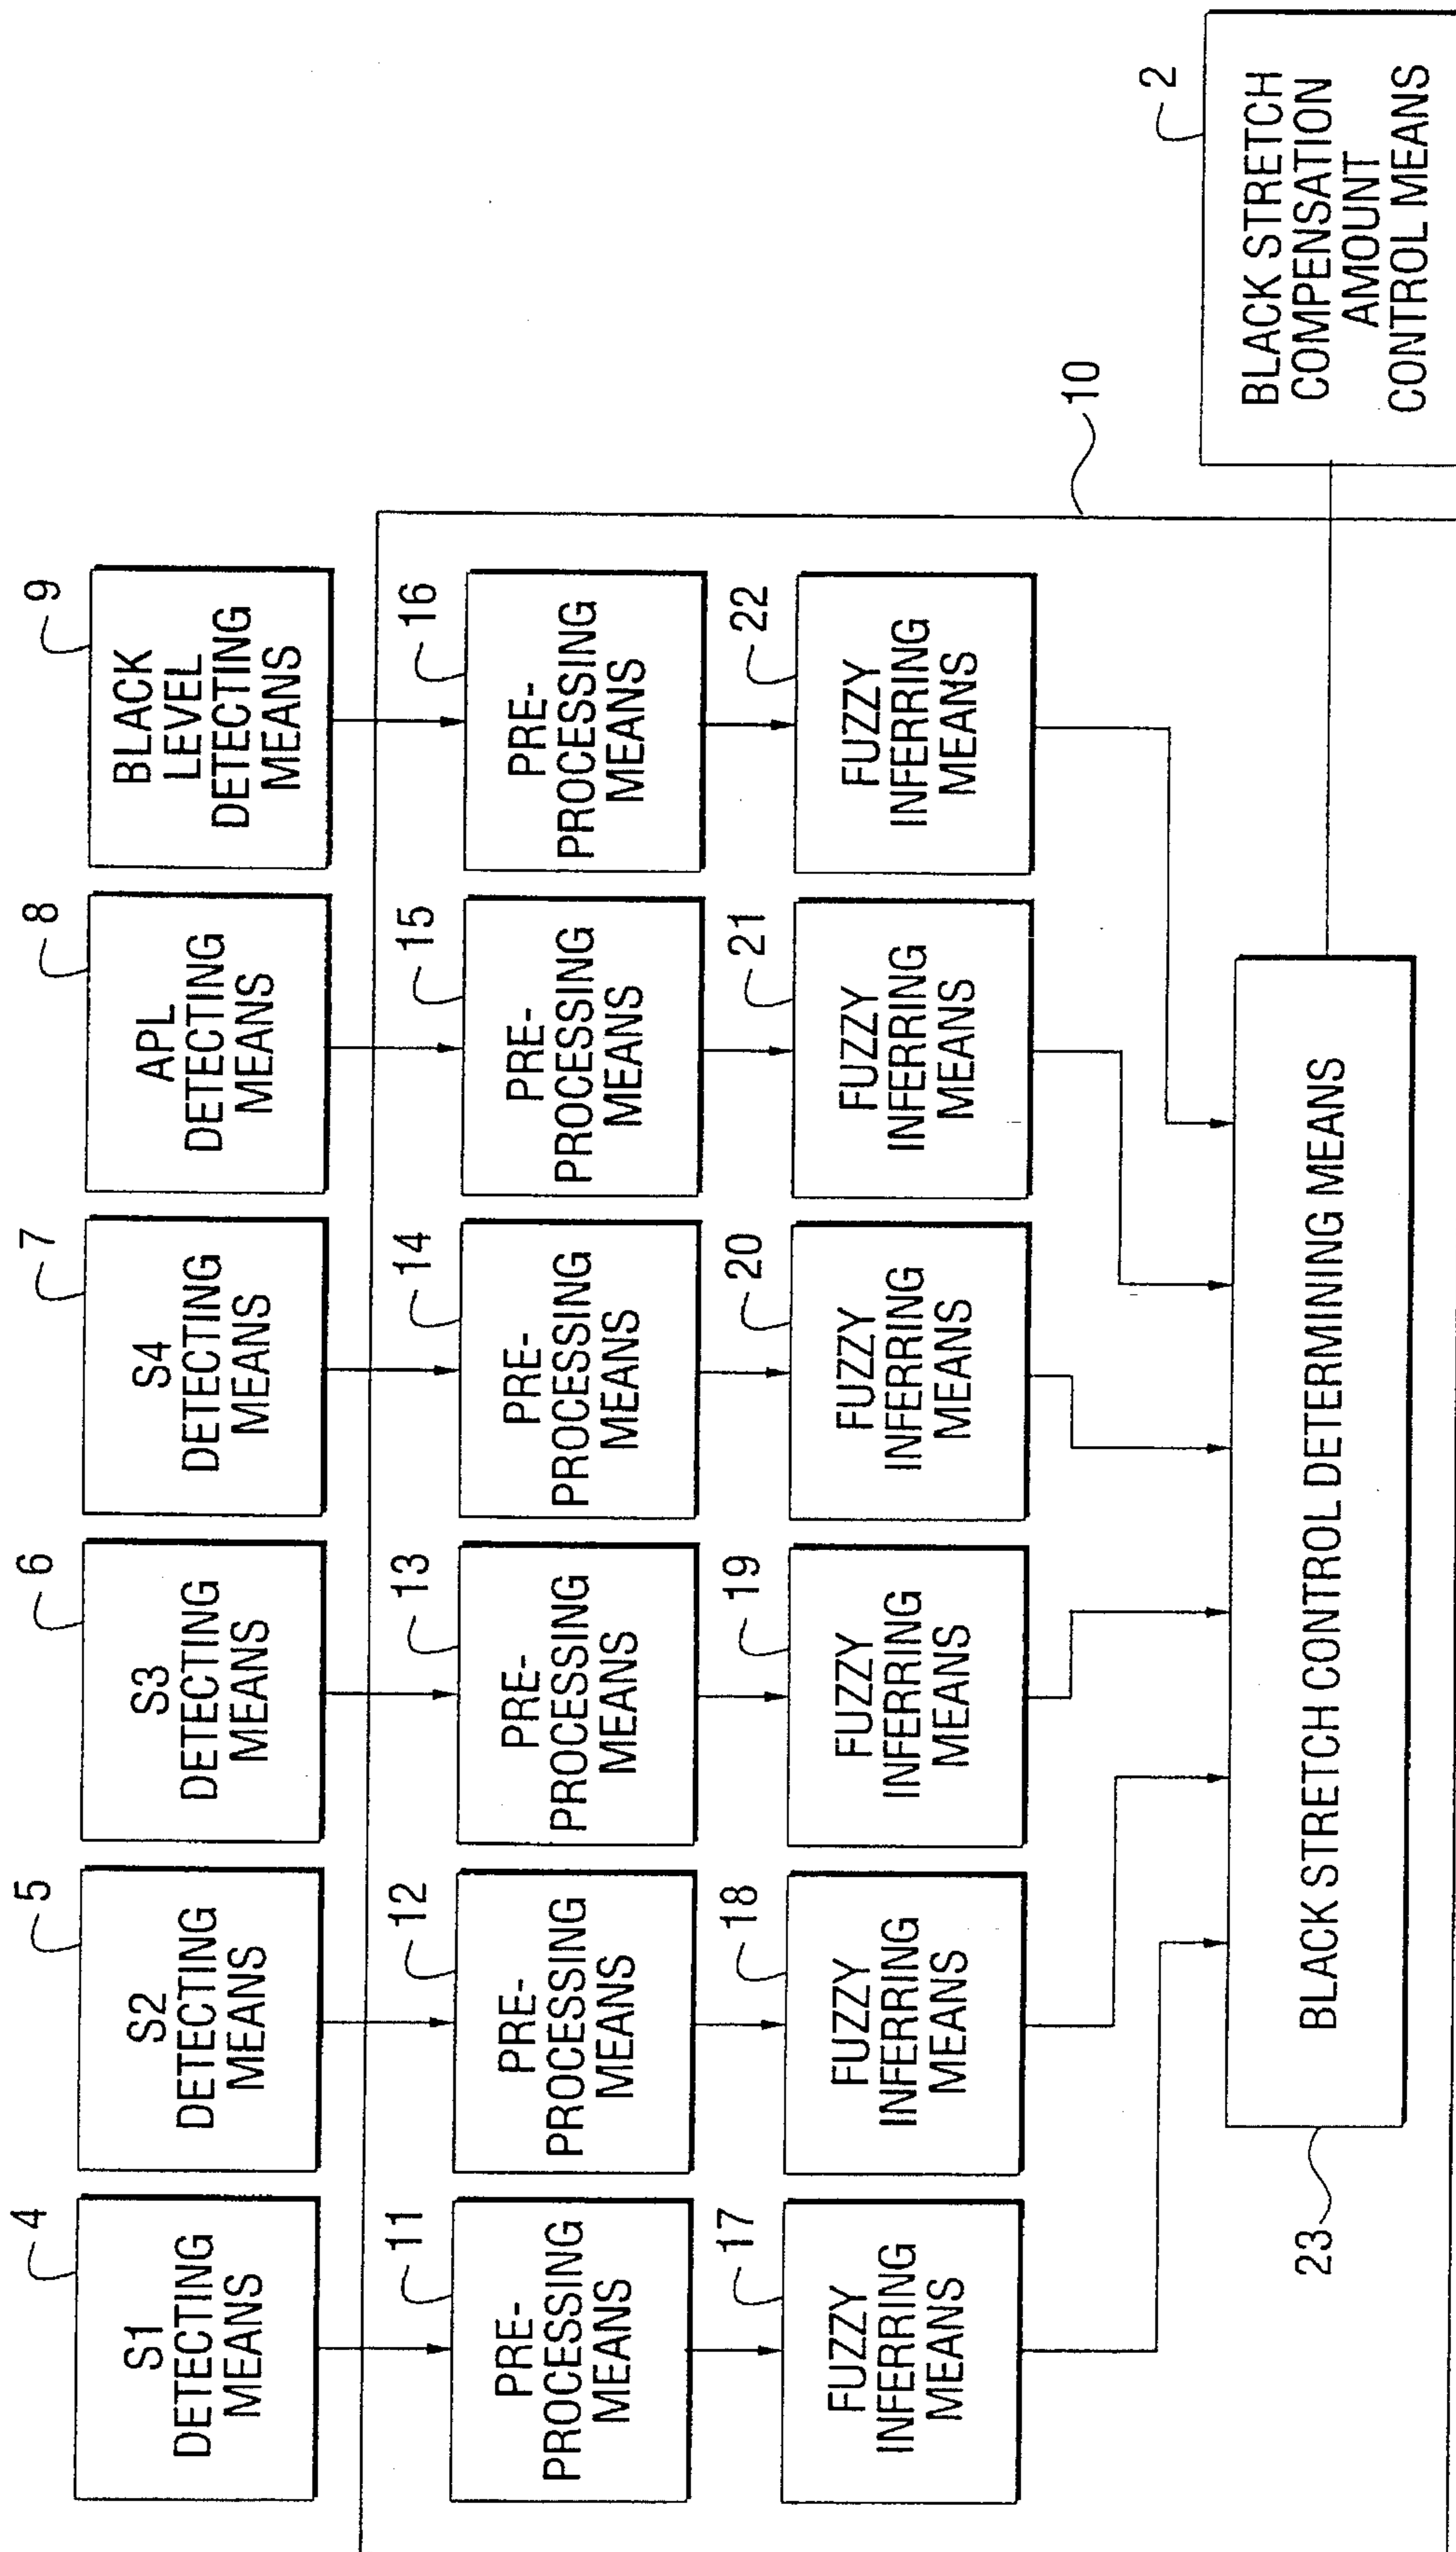 4
S1
DETECTING
MEANS
5
S2
DETECTING
MEANS
6
S3
DETECTING
MEANS
7
S4
DETECTING
MEANS
8
APL
DETECTING
MEANS
9
BLACK
LEVEL
DETECTING
MEANS
11
PRE-
PROCESSING
MEANS
12
PRE-
PROCESSING
MEANS
13
PRE-
PROCESSING
MEANS
14
PRE-
PROCESSING
MEANS
15
PRE-
PROCESSING
MEANS
16
PRE-
PROCESSING
MEANS
17
FUZZY
INFERRING
MEANS
18
FUZZY
INFERRING
MEANS
19
FUZZY
INFERRING
MEANS
20
FUZZY
INFERRING
MEANS
21
FUZZY
INFERRING
MEANS
22
FUZZY
INFERRING
MEANS
10
23
BLACK STRETCH CONTROL DETERMINING MEANS
2
BLACK STRETCH
COMPENSATION
AMOUNT
CONTROL MEANS